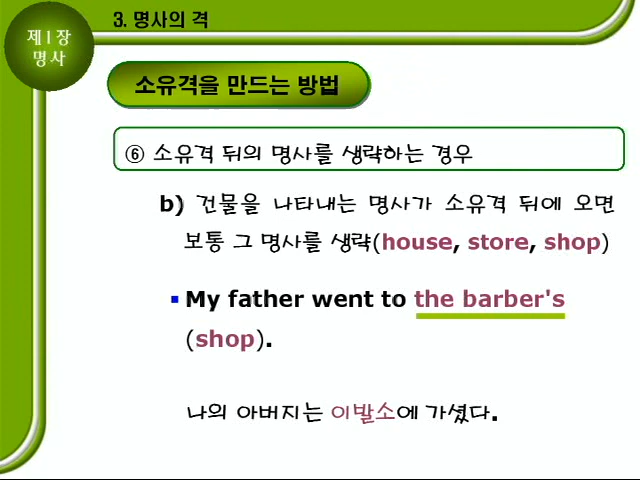 3. 명사의 격
제1장
명사
소유격을 만드는 방법
⑥ 소유격 뒤의 명사를 생략하는 경우
b) 건물을 나타내는 명사가 소유격 뒤에 오면
보통 그 명사를 생략(house, store, shop)
▪ My father went to the barber's
(shop).
나의 아버지는 이발소에 가셨다.